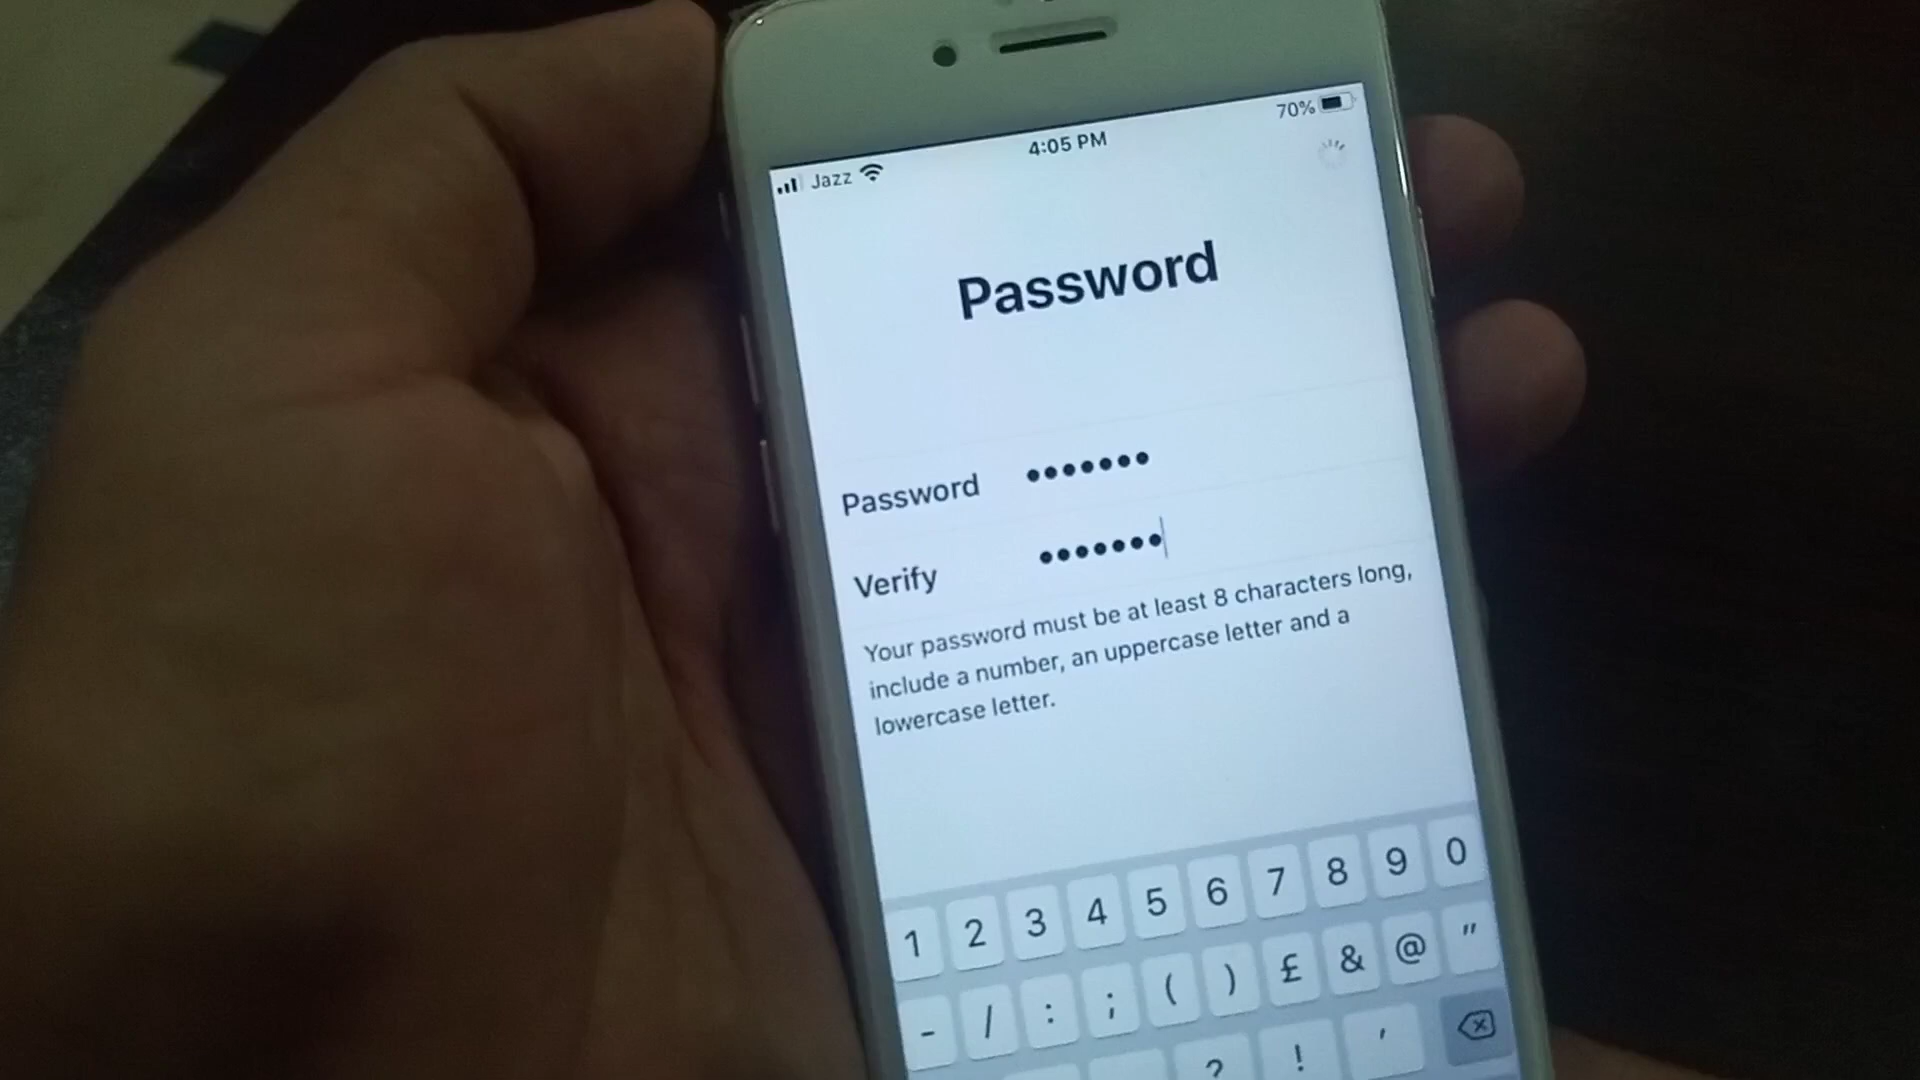 70%
4:05 PM
Jazz
Password
Password •••••••
Verify •••••••
Your password must be at least 8 characters long,
include a number, an uppercase letter and a
lowercase letter.
1 2 3 4 5 6 7 8 9 0
- / : ; ( ) £ & @ "
? ! '